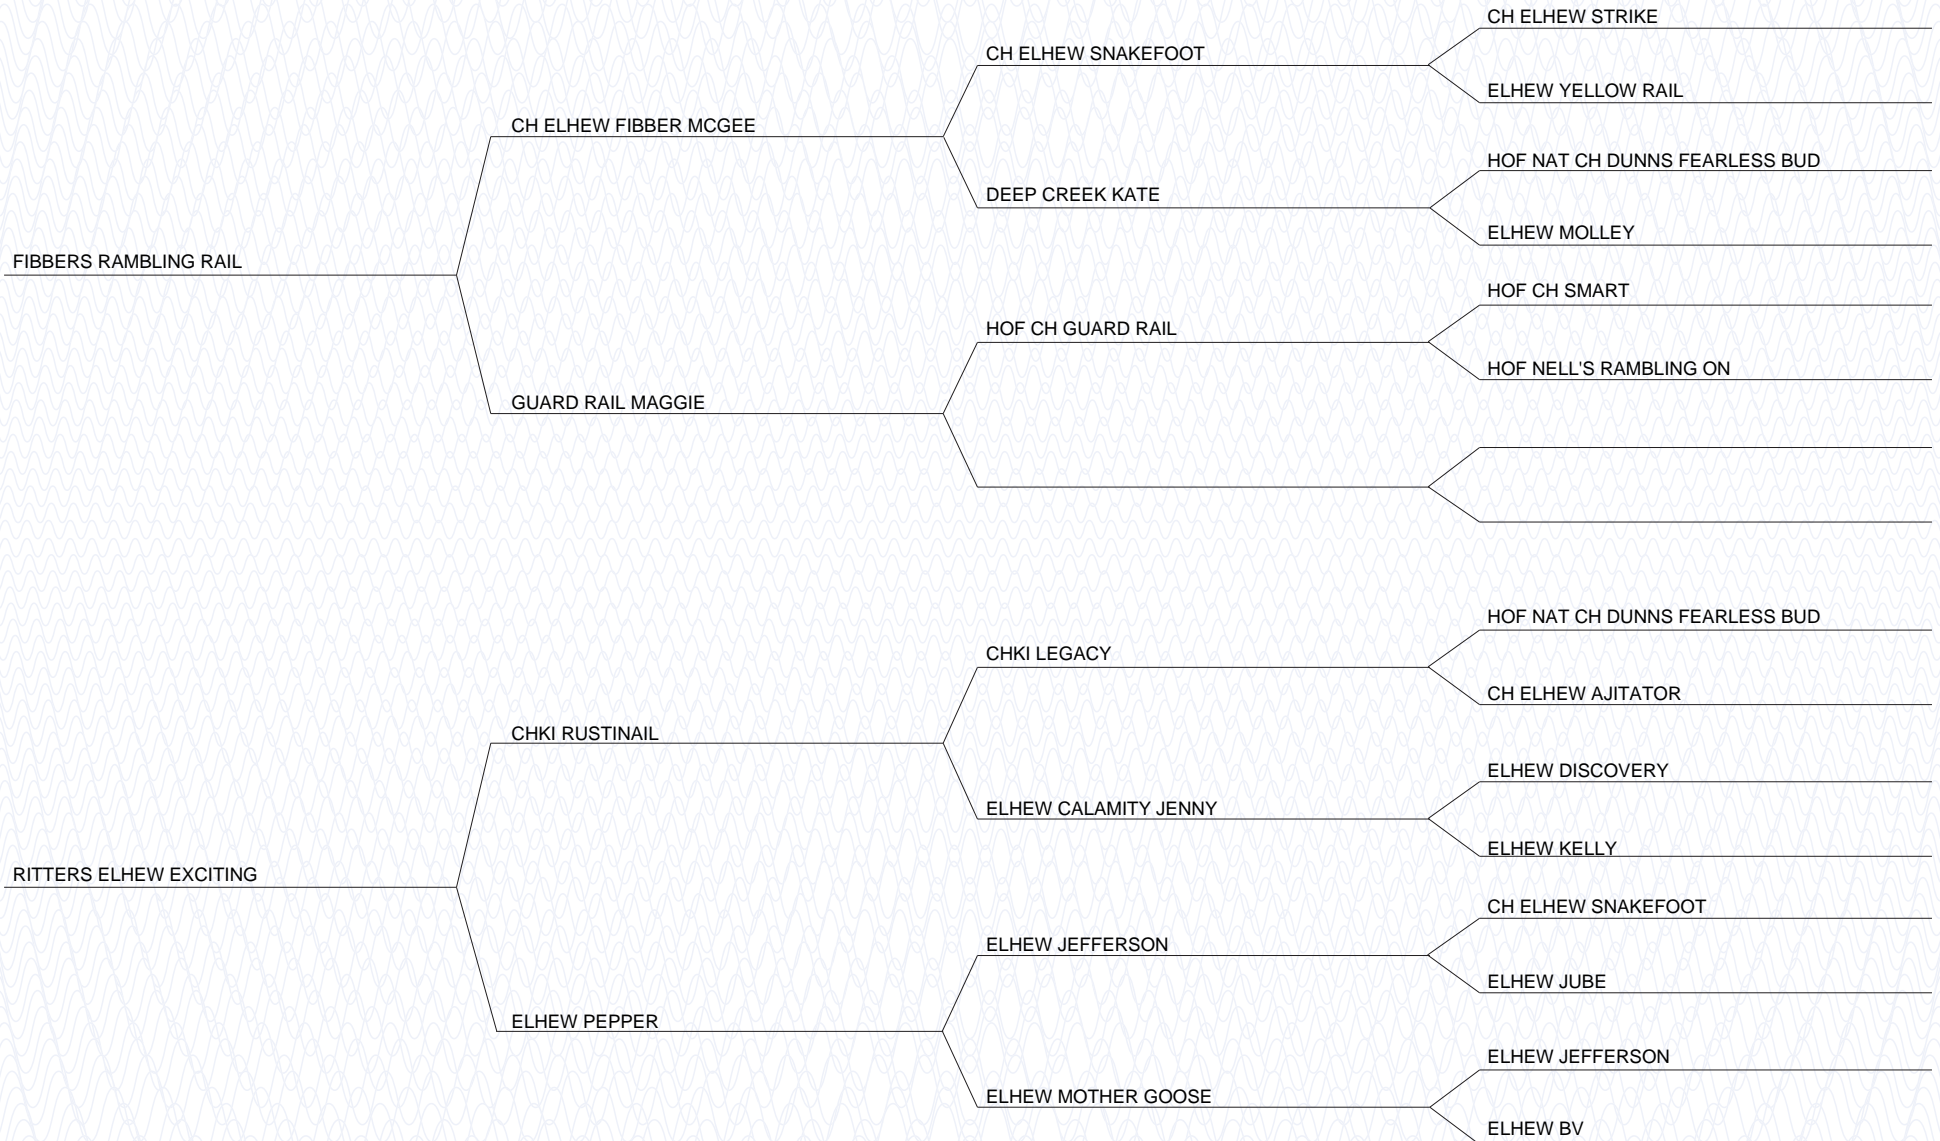 CH ELHEW STRIKE
CH ELHEW SNAKEFOOT
ELHEW YELLOW RAIL
CH ELHEW FIBBER MCGEE
HOF NAT CH DUNNS FEARLESS BUD
DEEP CREEK KATE
ELHEW MOLLEY
FIBBERS RAMBLING RAIL
HOF CH SMART
HOF CH GUARD RAIL
HOF NELL'S RAMBLING ON
GUARD RAIL MAGGIE
HOF NAT CH DUNNS FEARLESS BUD
CHKI LEGACY
CH ELHEW AJITATOR
CHKI RUSTINAIL
ELHEW DISCOVERY
ELHEW CALAMITY JENNY
ELHEW KELLY
RITTERS ELHEW EXCITING
CH ELHEW SNAKEFOOT
ELHEW JEFFERSON
ELHEW JUBE
ELHEW PEPPER
ELHEW JEFFERSON
ELHEW MOTHER GOOSE
ELHEW BV